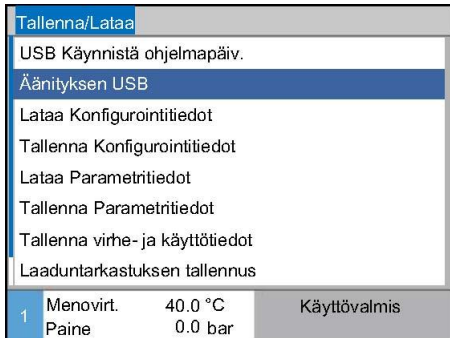 Tallenna/Lataa
USB Käynnistä ohjelmapäiv.
Äänityksen USB
Lataa Konfigurointitiedot
Tallenna Konfigurointitiedot
Lataa Parametritiedot
Tallenna Parametritiedot
Tallenna virhe- ja käyttötiedot
Laaduntarkastuksen tallennus
1 Menovirt. 40.0 °C Käyttövalmis
Paine 0.0 bar